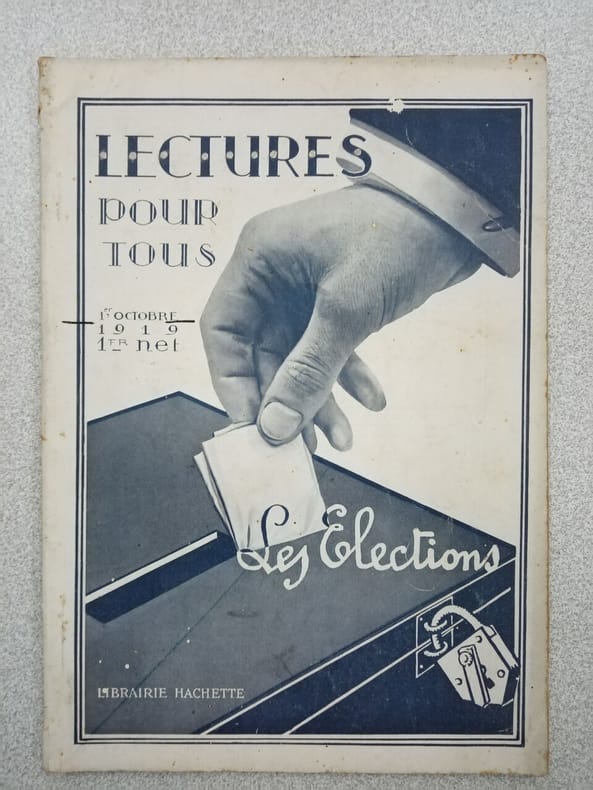 LECTURES
POUR
TOUS
1ER OCTOBRE
1919
1FR net
Les Elections
LIBRAIRIE HACHETTE